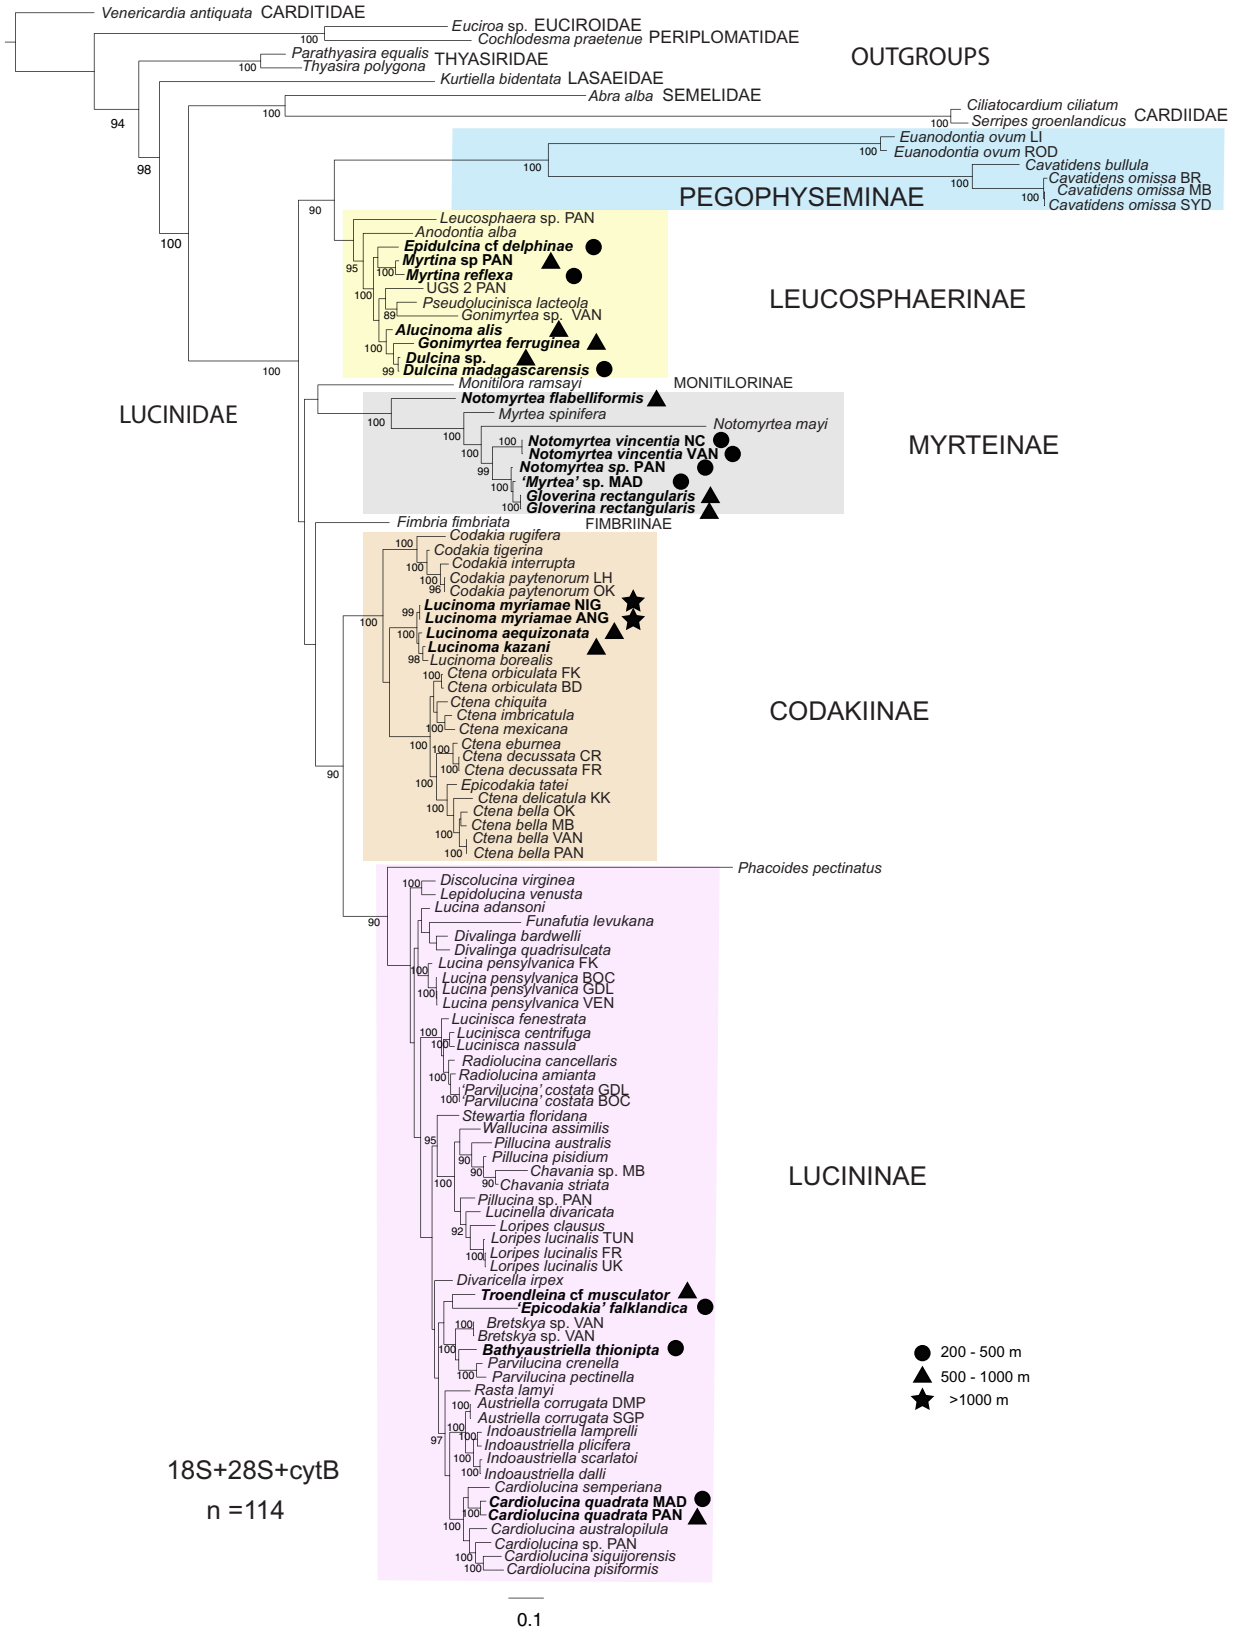 Venericardia antiquata CARDITIDAE
Euciroa sp. EUCIROIDAE
100
Cochlodesma praetenue PERIPLOMATIDAE
Parathyasira equalis
THYASIRIDAE
OUTGROUPS
100
Thyasira polygona
Kurtiella bidentata LASAEIDAE
Abra alba SEMELIDAE
Ciliatocardium ciliatum
100
100
Serripes groenlandicus CARDIIDAE
94
Euanodontia ovum LI
100
Euanodontia ovum ROD
Cavatidens bullula
98
100
100
Cavatidens omissa BR
Cavatidens omissa MB
100
Cavatidens omissa SYD
PEGOPHYSEMINAE
90
Leucosphaera sp. PAN
Anodontia alba
100
Epidulcina cf delphinae
95
Myrtina sp PAN
100
Myrtina reflexa
100
UGS 2 PAN
Pseudolucinisca lacteola
LEUCOSPHAERINAE
89
Gonimyrtea sp. VAN
Alucinoma alis
100
Gonimyrtea ferruginea
Dulcina sp.
99
Dulcina madagascarensis
100
Monitilora ramsayi
MONITILORINAE
Notomyrtea flabelliformis
LUCINIDAE
100
Myrtea spinifera
Notomyrtea mayi
100
100
Notomyrtea vincentia NC
MYRTEINAE
Notomyrtea vincentia VAN
99
Notomyrtea sp. PAN
100
‘Myrtea’ sp. MAD
Gloverina rectangularis
100
Gloverina rectangularis
Fimbria fimbriata
FIMBRIINAE
Codakia rugifera
100
Codakia tigerina
100
Codakia interrupta
100
Codakia paytenorum LH
96
Codakia paytenorum OK
99
Lucinoma myriamae NIG
100
Lucinoma myriamae ANG
100
Lucinoma aequizonata
Lucinoma kazani
98
Lucinoma borealis
100
Ctena orbiculata FK
Ctena orbiculata BD
Ctena chiquita
Ctena imbricatula
CODAKIINAE
100
Ctena mexicana
100
100
Ctena eburnea
Ctena decussata CR
100
Ctena decussata FR
90
100
Epicodakia tatei
Ctena delicatula KK
100
Ctena bella OK
Ctena bella MB
100
Ctena bella VAN
100
Ctena bella PAN
Phacoides pectinatus
100
Discolucina virginea
Lepidolucina venusta
Lucina adansoni
90
Funafutia levukana
Divalinga bardwelli
Divalinga quadrisulcata
100
Lucina pensylvanica FK
Lucina pensylvanica BOC
100
Lucina pensylvanica GDL
Lucina pensylvanica VEN
Lucinisca fenestrata
100
Lucinisca centrifuga
100
Lucinisca nassula
Radiolucina cancellaris
100
Radiolucina amianta
‘Parvilucina’ costata GDL
100
‘Parvilucina’ costata BOC
Stewartia floridana
Wallucina assimilis
95
Pillucina australis
90
Pillucina pisidium
90
Chavania sp. MB
LUCININAE
100
90
Chavania striata
Pillucina sp. PAN
Lucinella divaricata
92
Loripes clausus
Loripes lucinalis TUN
100
Loripes lucinalis FR
Loripes lucinalis UK
Divaricella irpex
Troendleina cf musculator
‘Epicodakia’ falklandica
100
Bretskya sp. VAN
Bretskya sp. VAN
100
Bathyaustriella thionipta
200 - 500 m
Parvilucina crenella
100
Parvilucina pectinella
500 - 1000 m
Rasta lamyi
>1000 m
100
Austriella corrugata DMP
Austriella corrugata SGP
100
100
Indoaustriella lamprelli
97
Indoaustriella plicifera
100
Indoaustriella scarlatoi
100
Indoaustriella dalli
18S+28S+cytB
Cardiolucina semperiana
Cardiolucina quadrata MAD
n =114
100
Cardiolucina quadrata PAN
100
Cardiolucina australopilula
Cardiolucina sp. PAN
100
Cardiolucina siquijorensis
100
Cardiolucina pisiformis
0.1